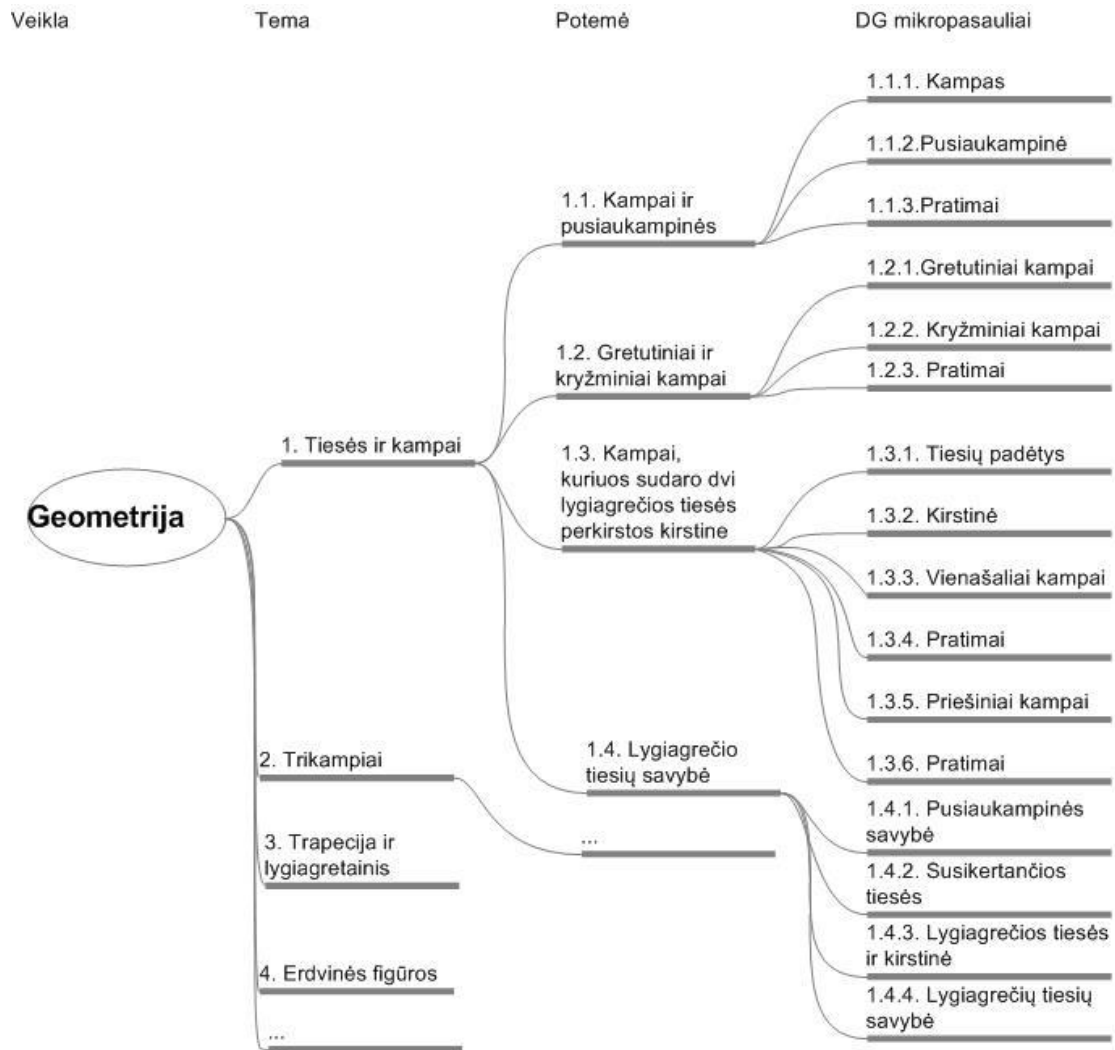 Veikla
Tema
Potemė
DG mikropasauliai
Geometrija
1. Tiesės ir kampai
2. Trikampiai
3. Trapecija ir
lygiagretainis
4. Erdvinės figūros
...
1.1. Kampai ir
pusiaukampinės
1.2. Gretutiniai ir
kryžminiai kampai
1.3. Kampai,
kuriuos sudaro dvi
lygiagrečios tiesės
perkirstos kirstine
1.4. Lygiagrečio
tiesių savybė
...
1.1.1. Kampas
1.1.2.Pusiaukampinė
1.1.3.Pratimai
1.2.1.Gretutiniai kampai
1.2.2. Kryžminiai kampai
1.2.3. Pratimai
1.3.1. Tiesių padėtys
1.3.2. Kirstinė
1.3.3. Vienašaliai kampai
1.3.4. Pratimai
1.3.5. Priešiniai kampai
1.3.6. Pratimai
1.4.1. Pusiaukampinės
savybė
1.4.2. Susikertančios
tiesės
1.4.3. Lygiagrečios tiesės
ir kirstinė
1.4.4. Lygiagrečių tiesių
savybė